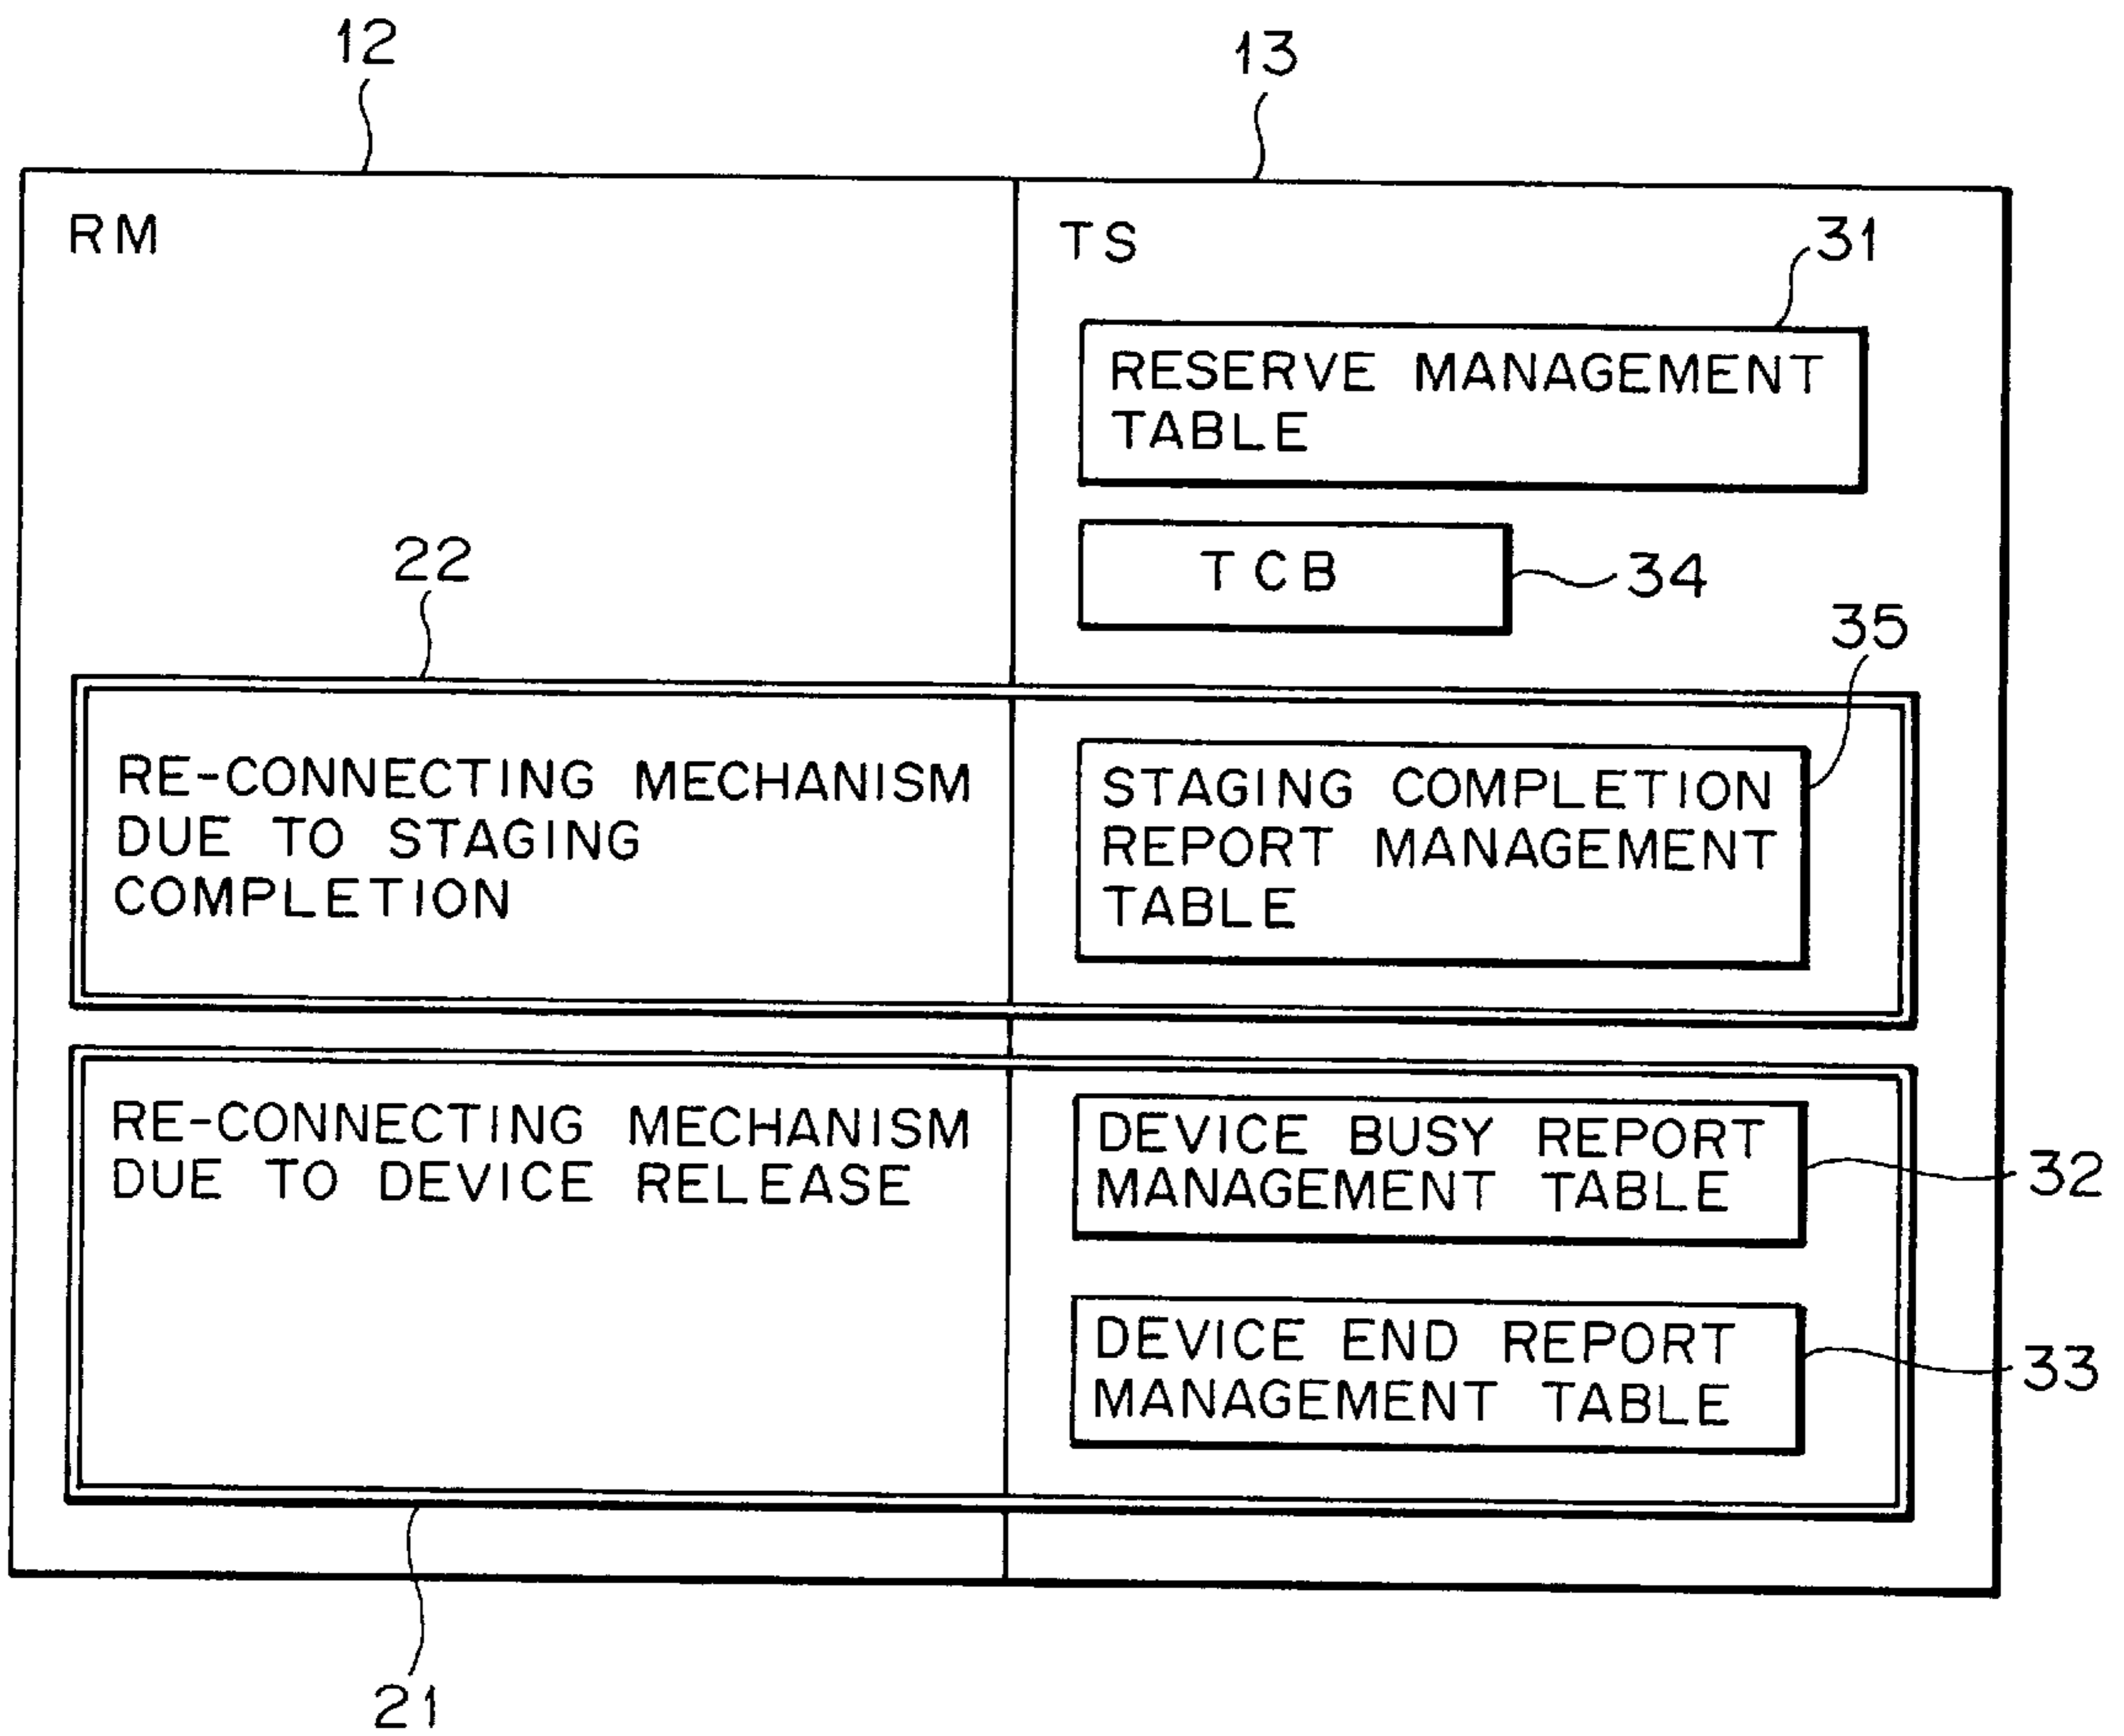 12
13
RM
TS
31
RESERVE MANAGEMENT
TABLE
TCB
34
22
35
RE-CONNECTING MECHANISM
DUE TO STAGING
COMPLETION
STAGING COMPLETION
REPORT MANAGEMENT
TABLE
RE-CONNECTING MECHANISM
DUE TO DEVICE RELEASE
DEVICE BUSY REPORT
MANAGEMENT TABLE
32
DEVICE END REPORT
MANAGEMENT TABLE
33
21